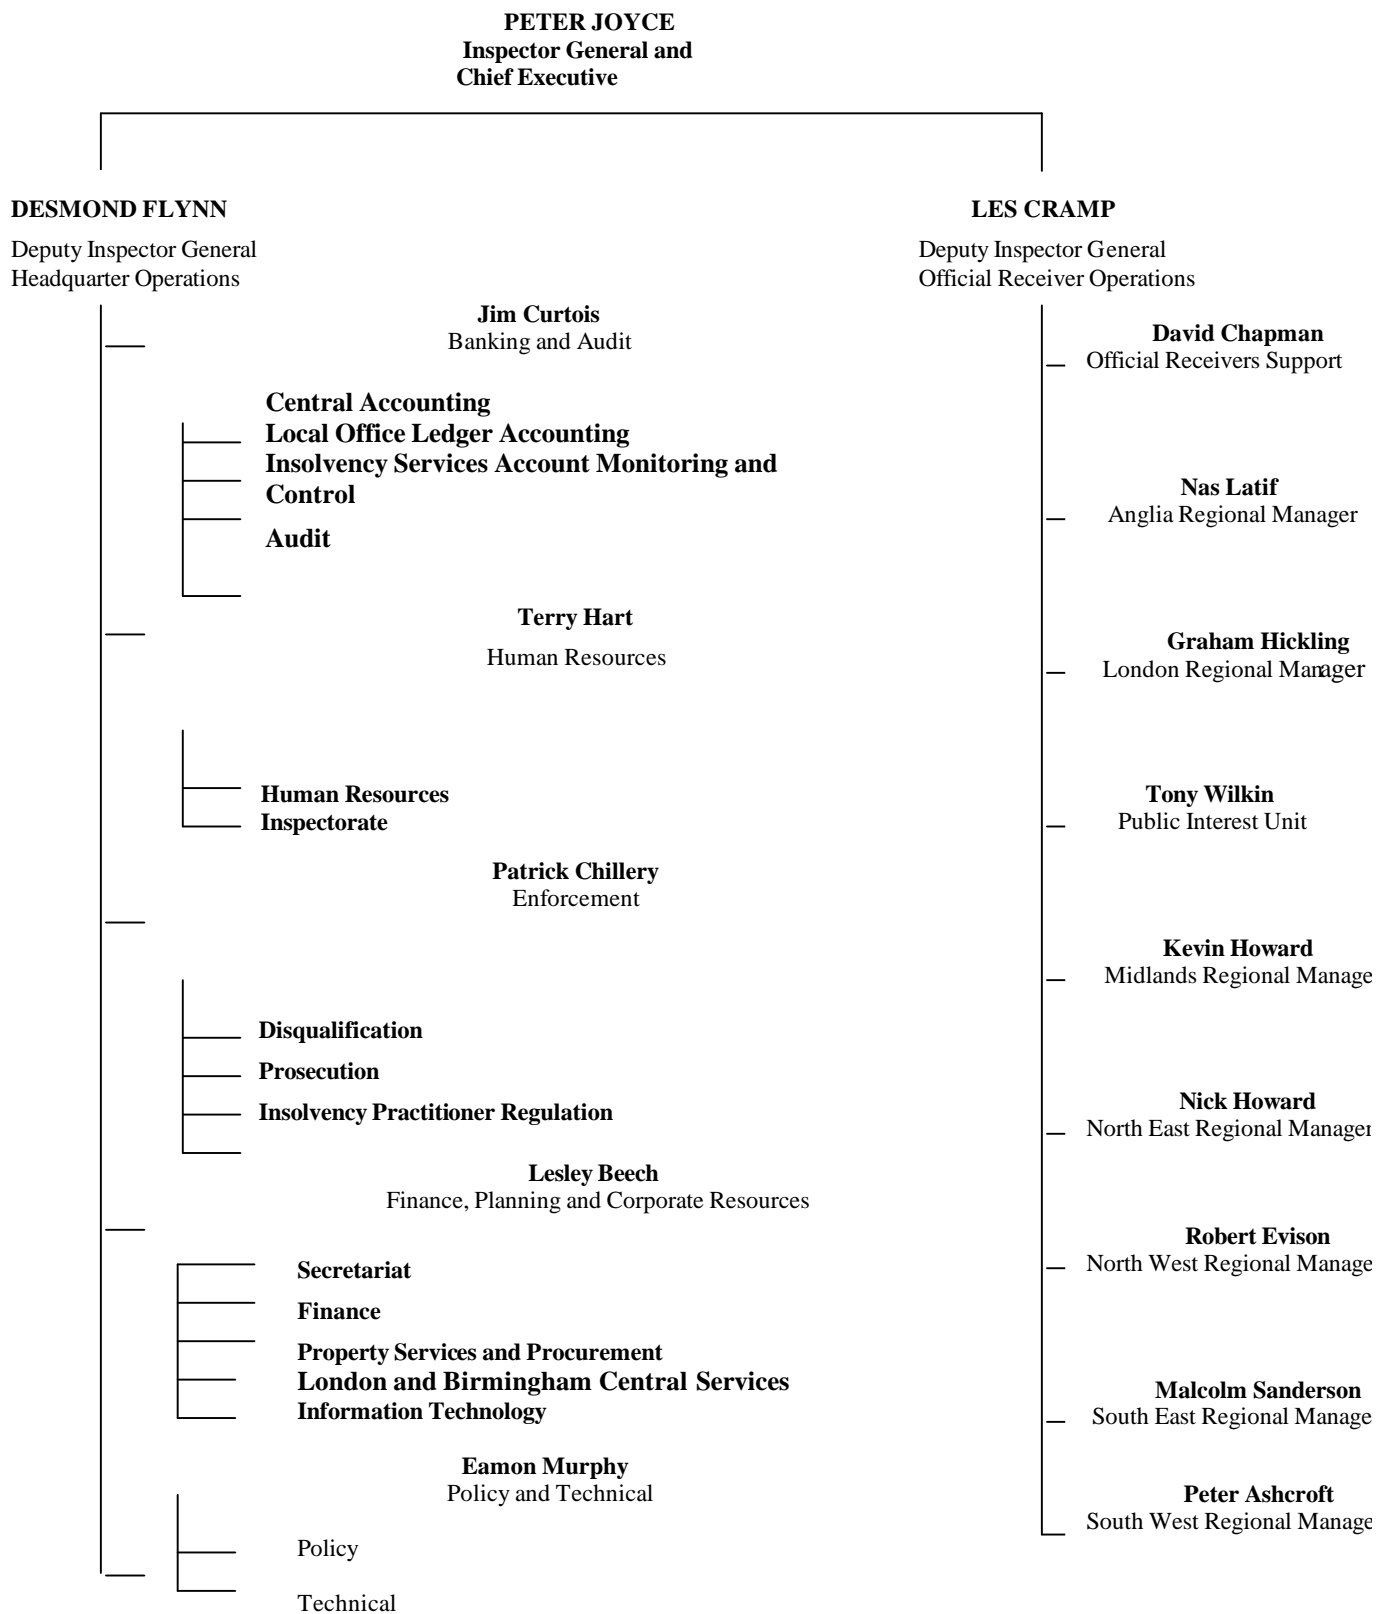 PETER JOYCE
Inspector General and
Chief Executive
DESMOND FLYNN
Deputy Inspector General
Headquarter Operations
Jim Curtois
Banking and Audit
Central Accounting
Local Office Ledger Accounting
Insolvency Services Account Monitoring and
Control
Audit
Terry Hart
Human Resources
Human Resources
Inspectorate
Patrick Chillery
Enforcement
Disqualification
Prosecution
Insolvency Practitioner Regulation
Lesley Beech
Finance, Planning and Corporate Resources
Secretariat
Finance
Property Services and Procurement
London and Birmingham Central Services
Information Technology
Eamon Murphy
Policy and Technical
Policy
Technical
LES CRAMP
Deputy Inspector General
Official Receiver Operations
David Chapman
Official Receivers Support
Nas Latif
Anglia Regional Manager
Graham Hickling
London Regional Manager
Tony Wilkin
Public Interest Unit
Kevin Howard
Midlands Regional Manage
Nick Howard
North East Regional Manager
Robert Evison
North West Regional Manage
Malcolm Sanderson
South East Regional Manage
Peter Ashcroft
South West Regional Manage